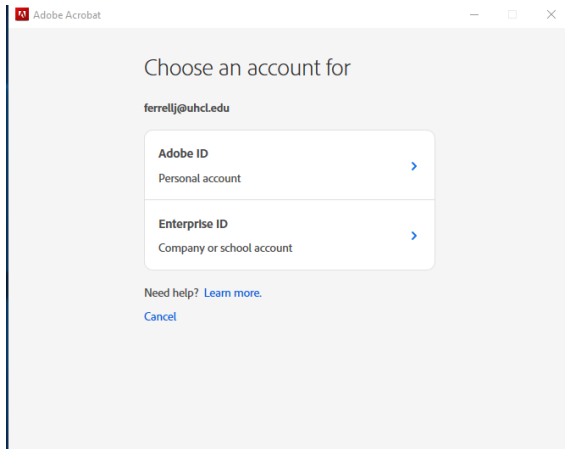 Adobe Acrobat
Choose an account for
ferrellj@uhcl.edu
Adobe ID
Personal account
Enterprise ID
Company or school account
Need help? Learn more.
Cancel